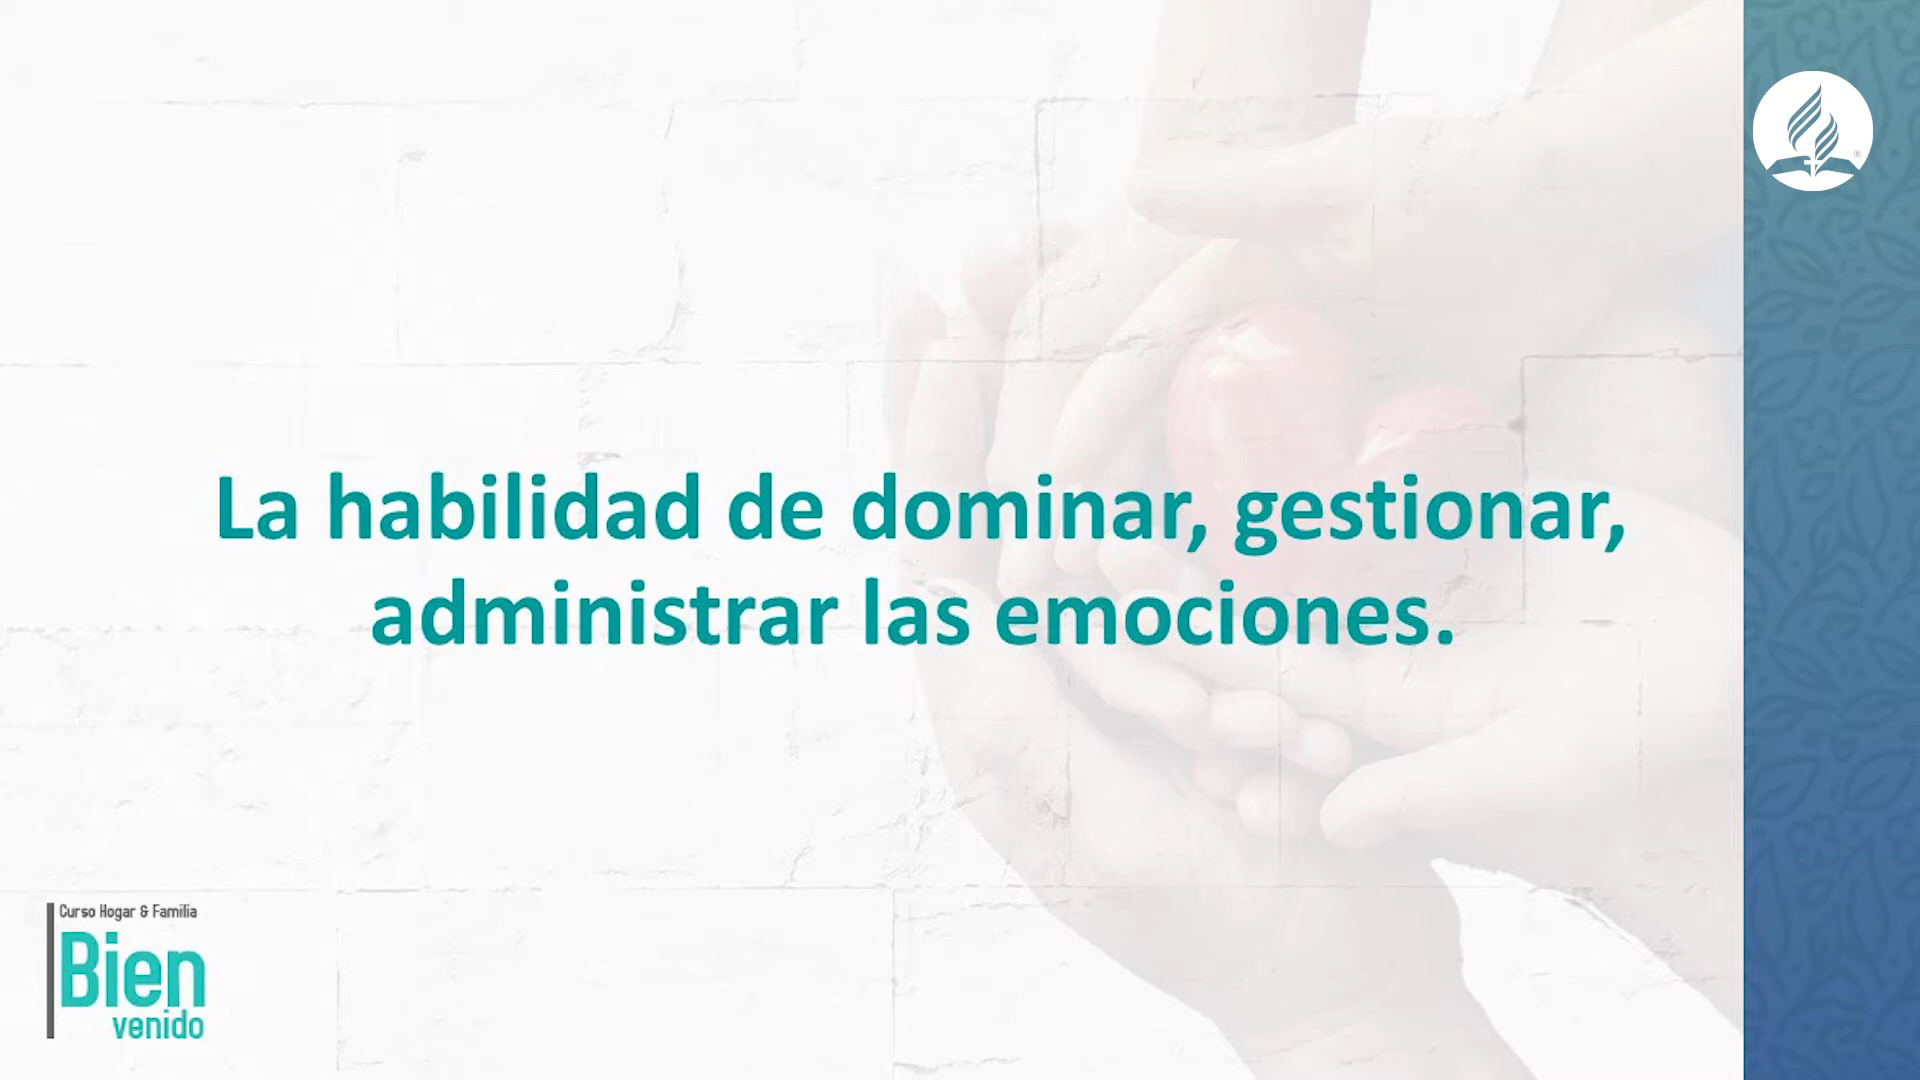 La habilidad de dominar, gestionar,
administrar las emociones.
Curso Hogar & Familia
Bien
venido